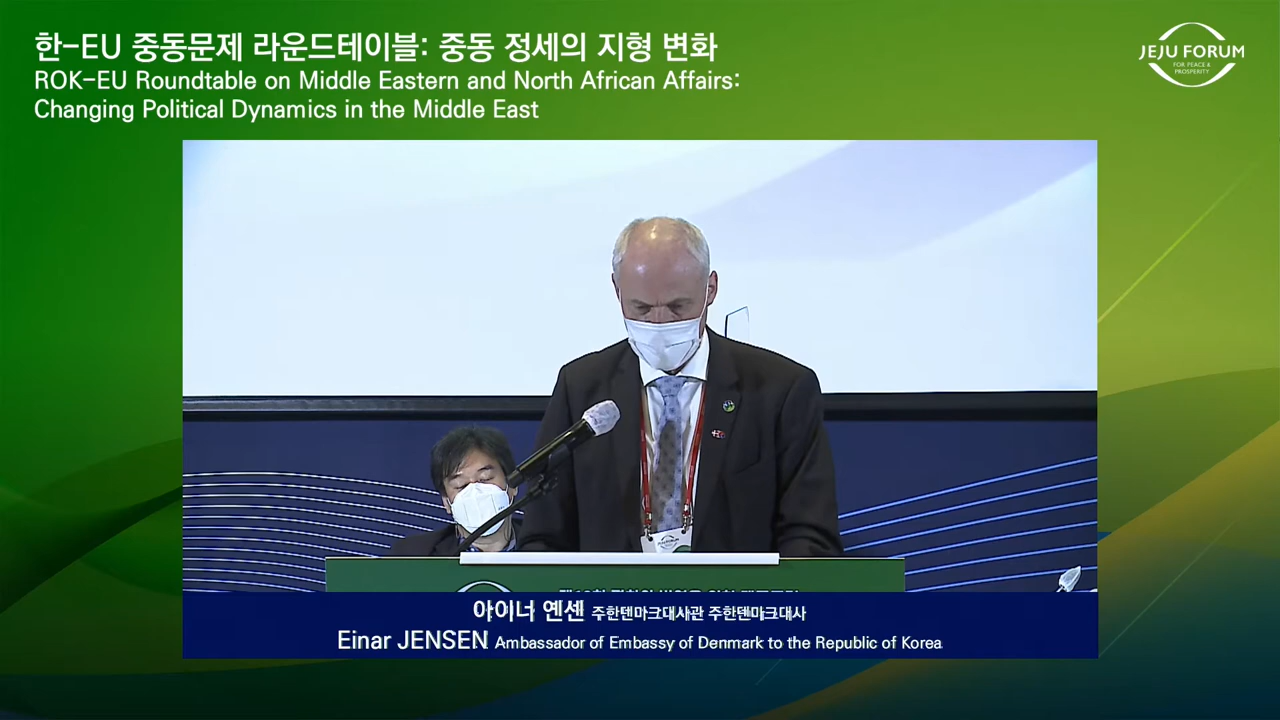 한-EU 중동문제 라운드테이블: 중동 정세의 지형 변화
ROK-EU Roundtable on Middle Eastern and North African Affairs:
Changing Political Dynamics in the Middle East
JEJU FORUM
FOR PEACE &
PROSPERITY
JEJU FORUM
아이너 옌센 주한덴마크대사관 주한덴마크대사
Einar JENSEN Ambassador of Embassy of Denmark to the Republic of Korea